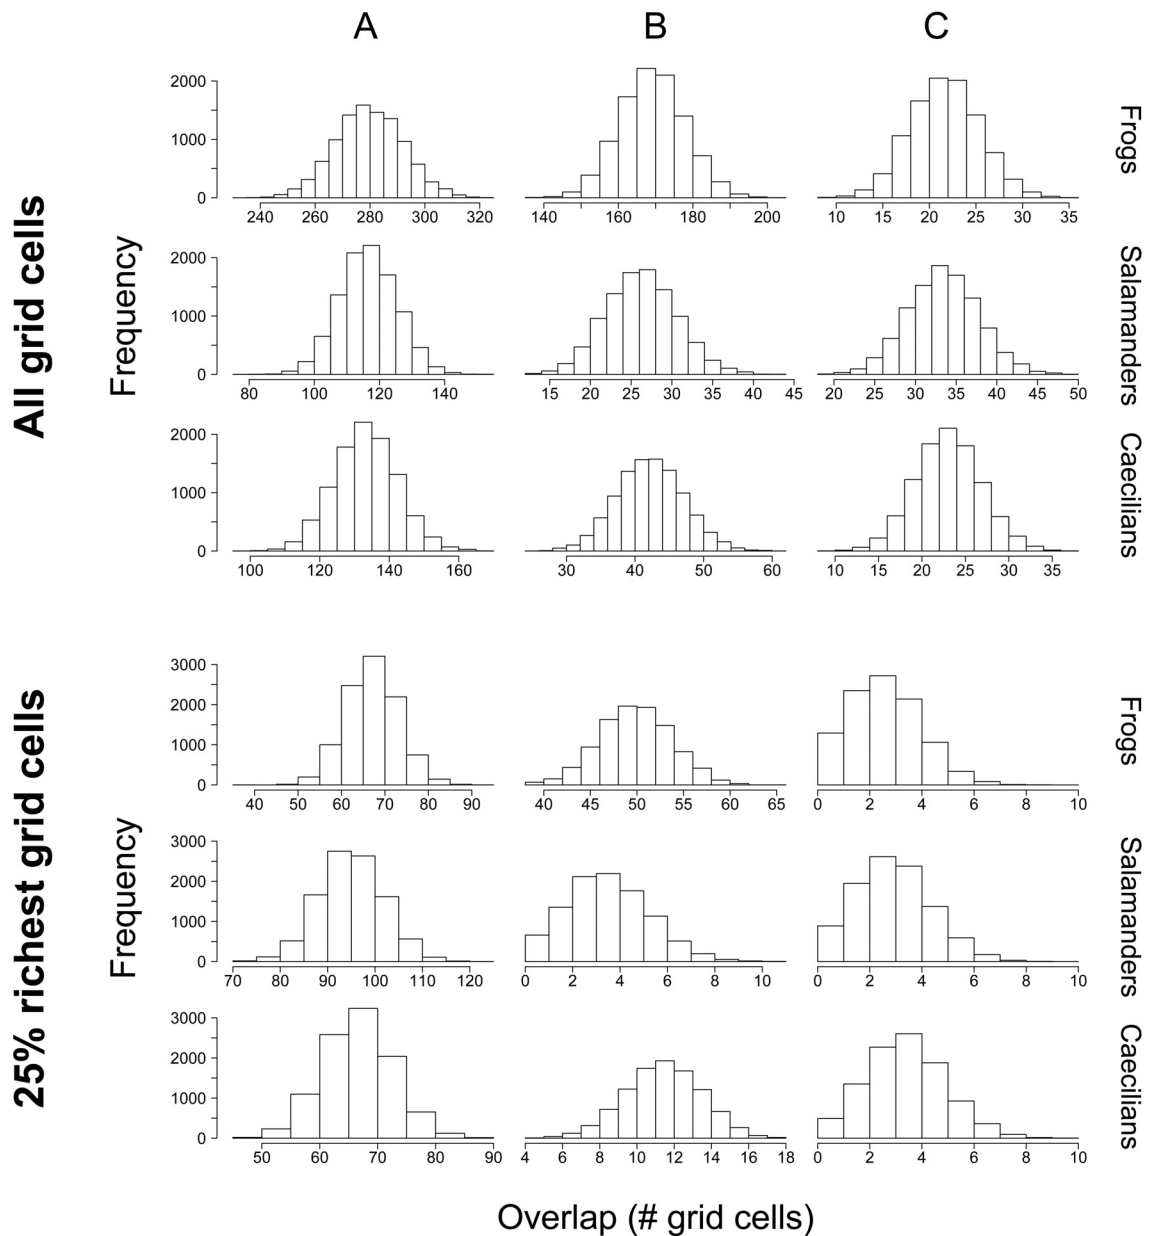 A B C
All grid cells
Frequency
2000
1000
0
240 260 280 300 320
140 160 180 200
10 15 20 25 30 35
Frogs
2000
1000
0
80 100 120 140
15 20 25 30 35 40 45
20 25 30 35 40 45 50
Salamanders
2000
1000
0
100 120 140 160
30 40 50 60
10 15 20 25 30 35
Caecilians
25% richest grid cells
Frequency
3000
2000
1000
0
40 50 60 70 80 90
40 45 50 55 60 65
0 2 4 6 8 10
Frogs
3000
2000
1000
0
70 80 90 100 110 120
0 2 4 6 8 10
0 2 4 6 8 10
Salamanders
3000
2000
1000
0
50 60 70 80 90
4 6 8 10 12 14 16 18
0 2 4 6 8 10
Caecilians
Overlap (# grid cells)